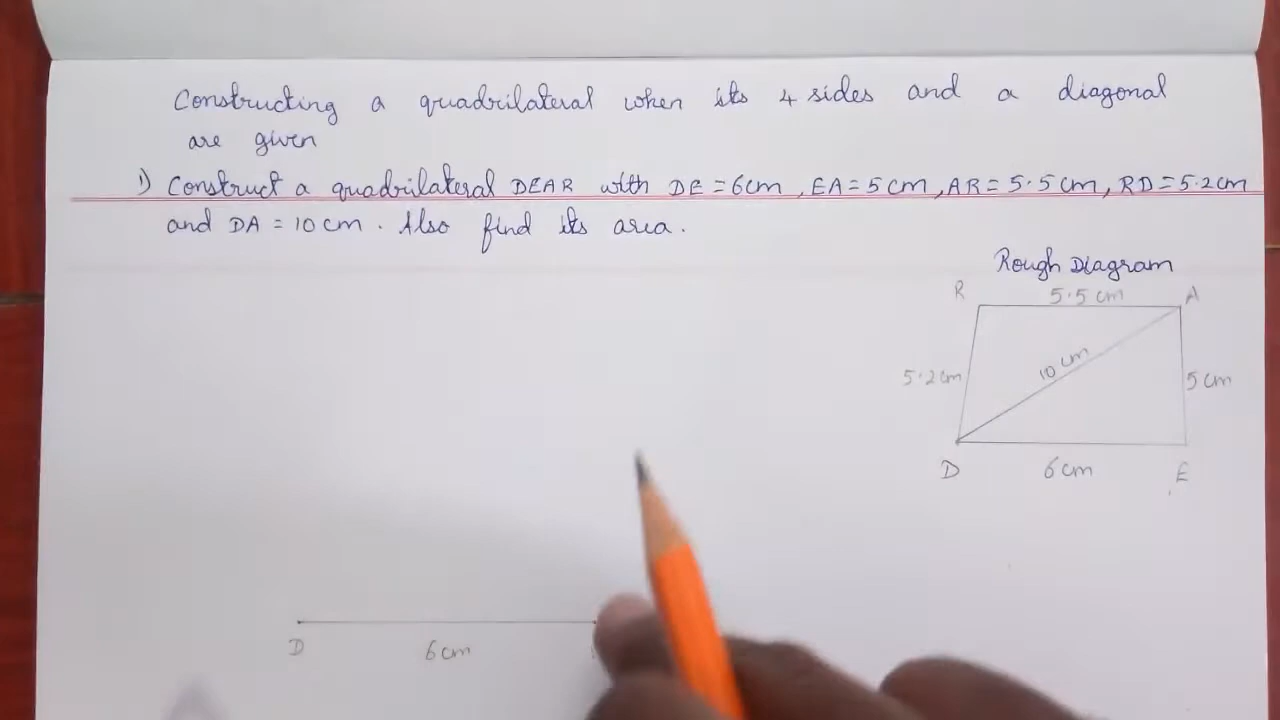 Constructing a quadrilateral when its 4 sides and a diagonal
are given
1) Construct a quadrilateral DEAR with DE = 6cm, EA = 5cm, AR = 5.5cm, RD = 5.2cm
and DA = 10cm. Also find its area.
Rough Diagram
R 5.5 cm A
10 cm
5.2cm 5cm
D 6cm E
D 6cm